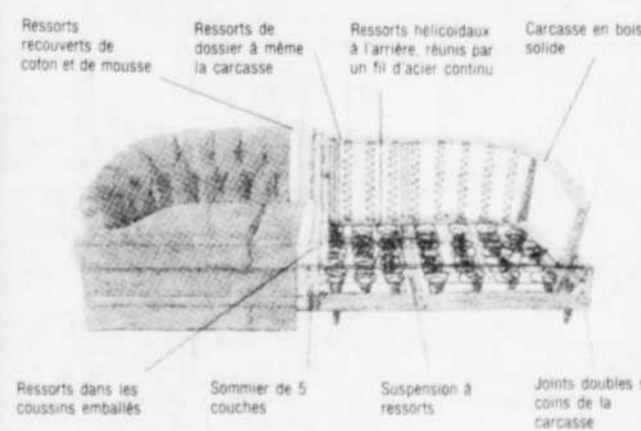 Ressorts
recouverts de
coton et de mousse
Ressorts de
dossier à même
la carcasse
Ressorts hélicoïdaux
à l'arrière, réunis par
un fil d'acier continu
Carcasse en bois
solide
Ressorts dans les
coussins emballés
Sommier de 5
couches
Suspension à
ressorts
Joints doubles
coins de la
carcasse